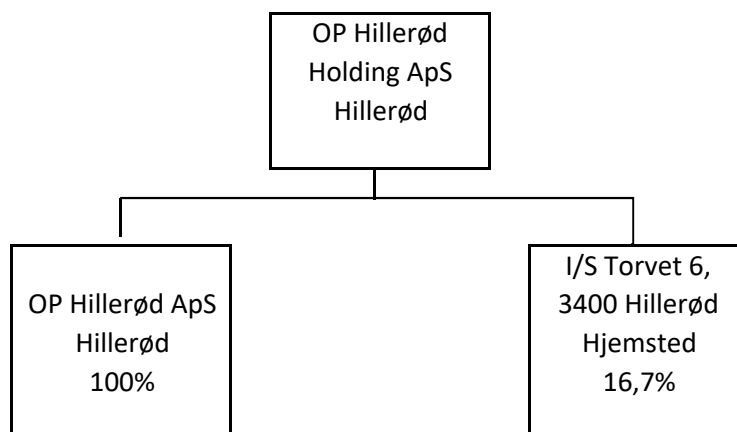 OP Hillerød
Holding ApS
Hillerød
OP Hillerød ApS
Hillerød
100%
I/S Torvet 6,
3400 Hillerød
Hjemsted
16,7%